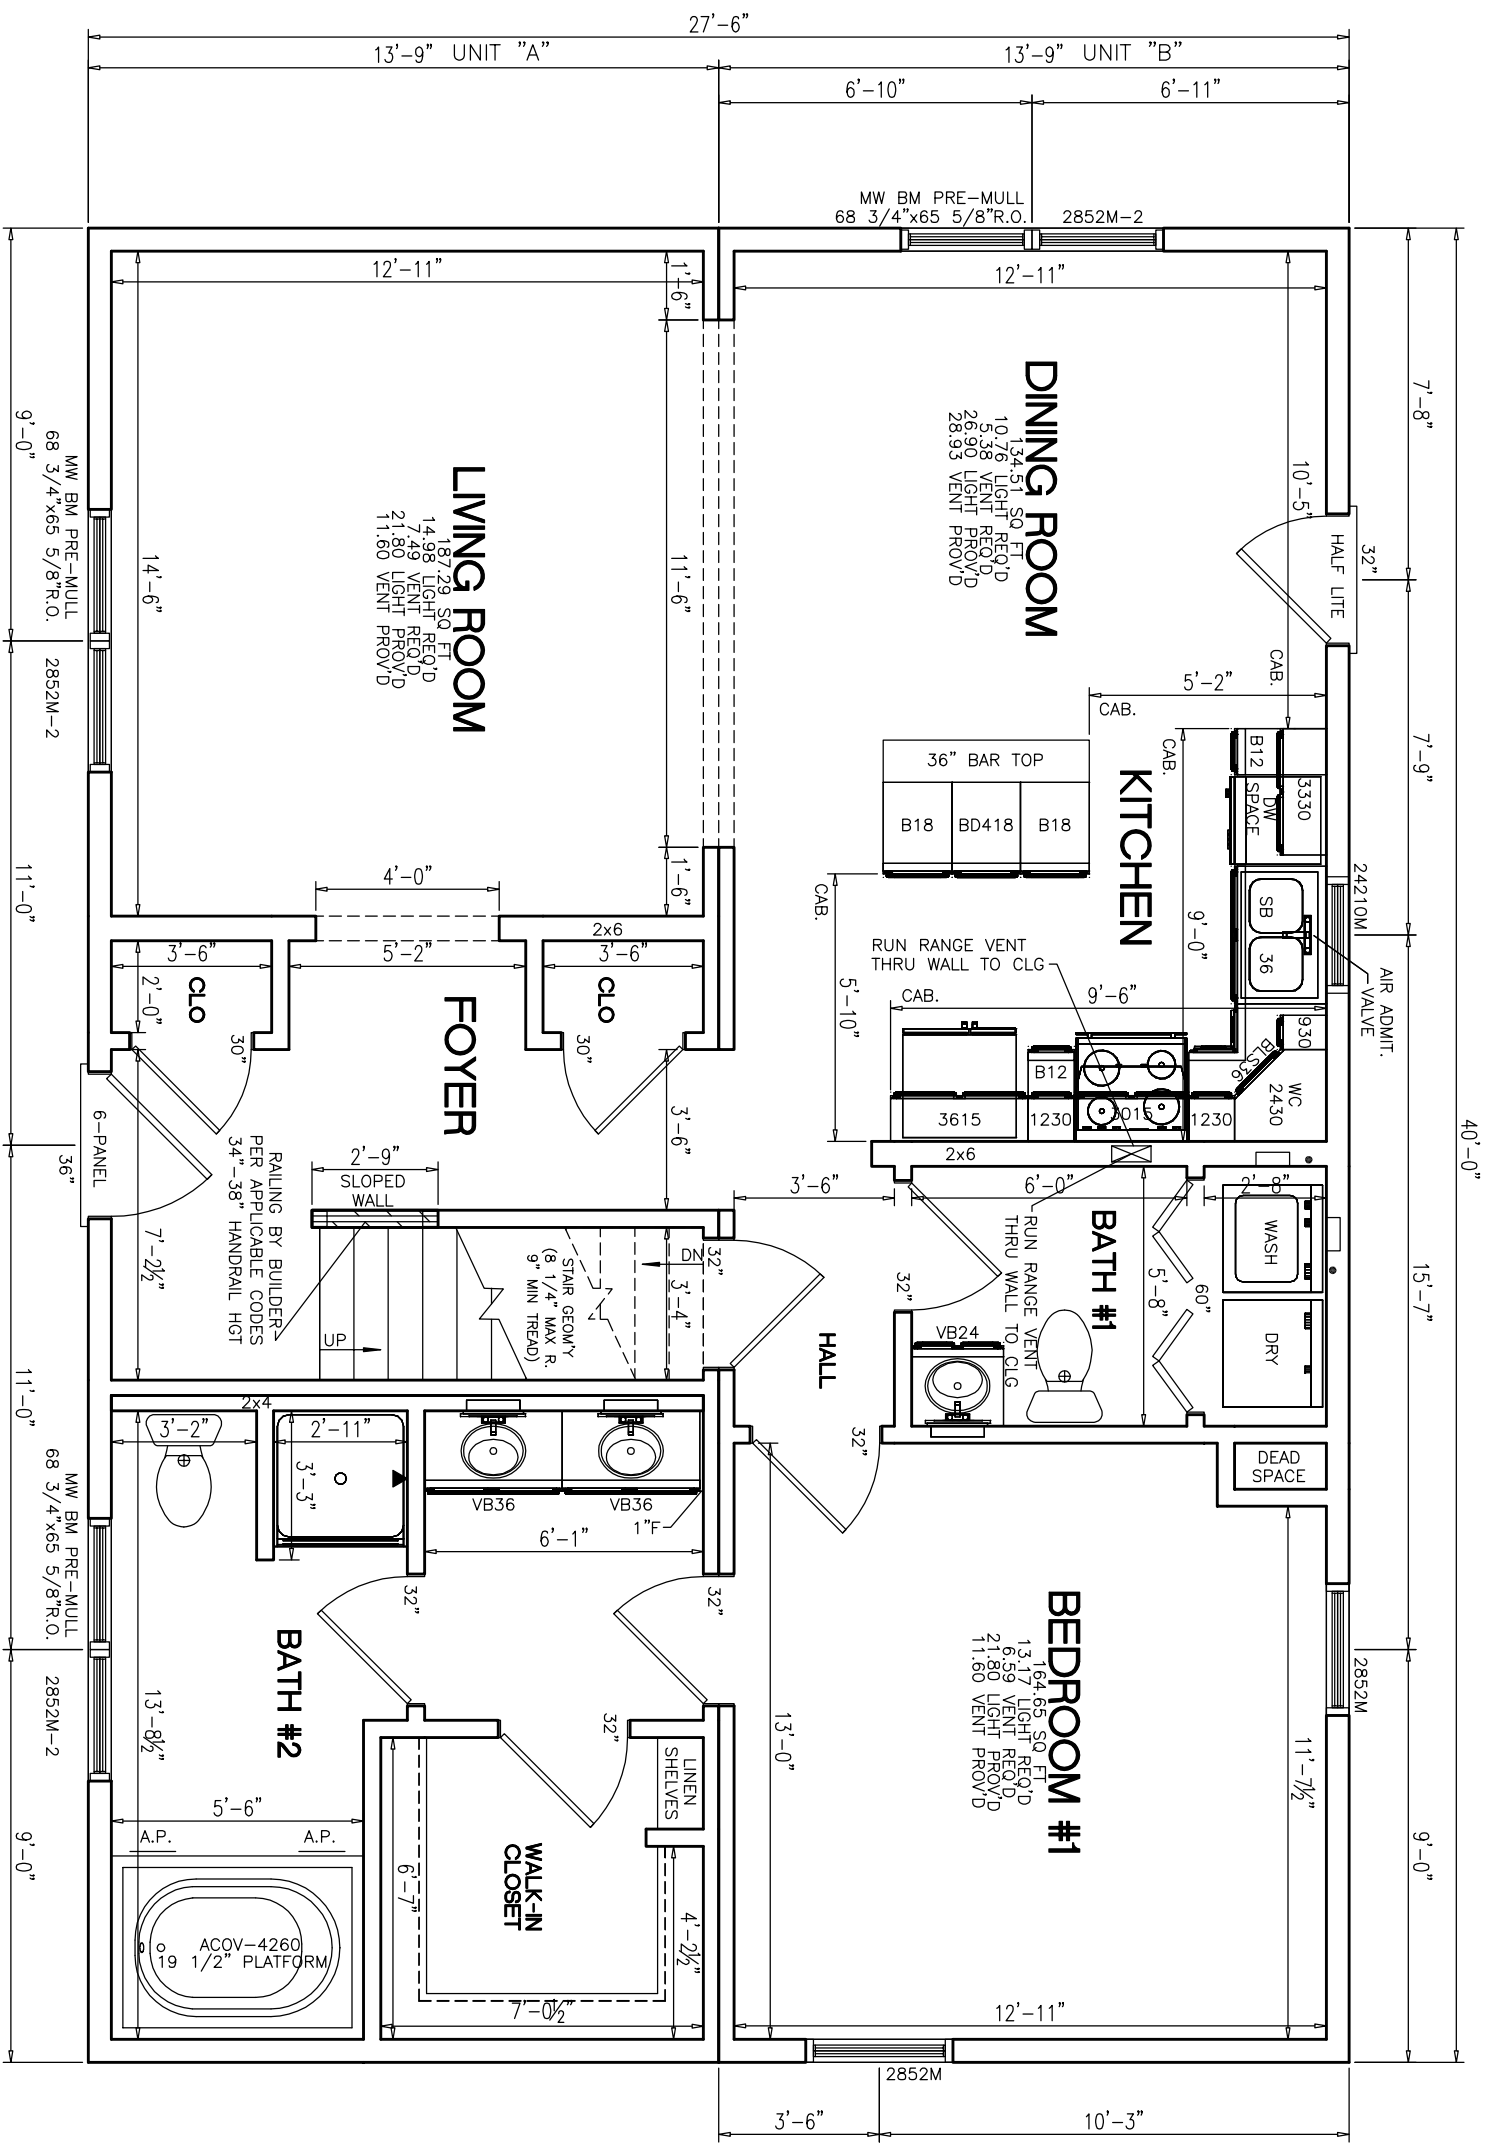 27'-6"
13'-9" UNIT "A"
13'-9" UNIT "B"
6'-10"
6'-11"
MW BM PRE-MULL
68 3/4"x65 5/8"R.O.
2852M-2
12'-11"
1'-6"
12'-11"
7'-8"
40'-0"
9'-0"
MW BM PRE-MULL
68 3/4"x65 5/8"R.O.
2852M-2
14'-6"
LIVING ROOM
187.29 SQ FT
14.98 LIGHT REQ'D
7.49 VENT REQ'D
21.80 LIGHT PROV'D
11.60 VENT PROV'D
11'-6"
1'-6"
DINING ROOM
134.51 SQ FT
10.76 LIGHT REQ'D
5.38 VENT REQ'D
26.90 LIGHT PROV'D
28.93 VENT PROV'D
10'-5"
CAB.
HALF LITE
32"
5'-2"
CAB.
7'-9"
36" BAR TOP
B18
BD418
B18
KITCHEN
CAB.
9'-0"
B12
DW
SPACE
3330
24210M
SB
36
AIR ADMIT.
VALVE
CAB.
5'-10"
RUN RANGE VENT
THRU WALL TO CLG
CAB.
9'-6"
930
BLS36
WC
2430
B12
3615
1230
3015
1230
2x6
4'-0"
2x6
3'-6"
5'-2"
3'-6"
2'-0"
CLO
CLO
30"
30"
FOYER
11'-0"
6-PANEL
36"
3'-6"
2'-9"
SLOPED
WALL
RAILING BY BUILDER
PER APPLICABLE CODES
34"-38" HANDRAIL HGT
7'-2½"
UP
STAIR GEOM'Y
(8 1/4" MAX R.
9" MIN TREAD)
DN
3'-4"
32"
3'-6"
6'-0"
2'-8"
BATH #1
RUN RANGE VENT
THRU WALL TO CLG
5'-8"
60"
WASH
DRY
32"
VB24
HALL
15'-7"
11'-0"
2x4
3'-2"
2'-11"
3'-3"
VB36
VB36
1"F
6'-1"
32"
DEAD
SPACE
MW BM PRE-MULL
68 3/4"x65 5/8"R.O.
2852M-2
32"
32"
BATH #2
13'-8½"
32"
LINEN
SHELVES
BEDROOM #1
164.65 SQ FT
13.17 LIGHT REQ'D
6.59 VENT REQ'D
21.80 LIGHT PROV'D
11.60 VENT PROV'D
13'-0"
11'-7½"
2852M
9'-0"
9'-0"
5'-6"
A.P.
A.P.
6'-7"
WALK-IN
CLOSET
4'-2½"
ACOV-4260
19 1/2" PLATFORM
7'-0½"
12'-11"
2852M
3'-6"
10'-3"